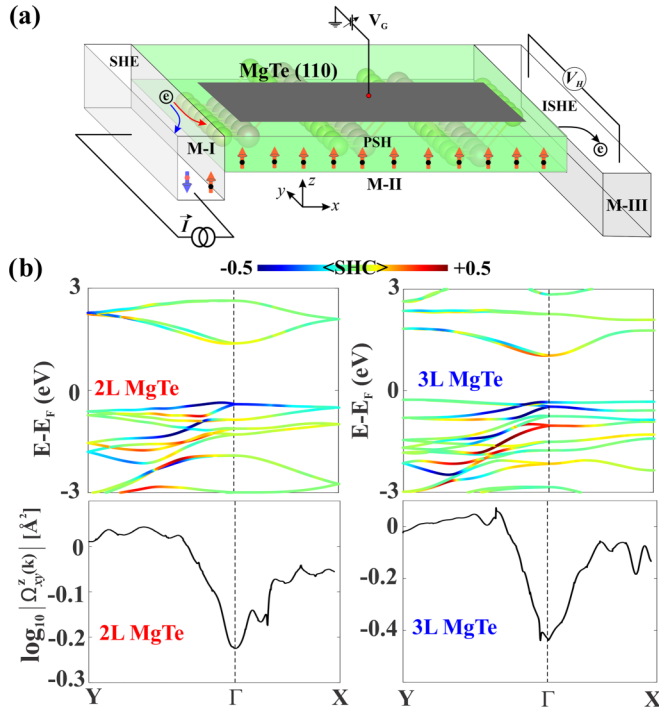 (a)
SHE
MgTe (110)
V_G
V_H
ISHE
e
e
M-I
PSH
M-II
M-III
z
y
x
I
(b)
-0.5 <SHC> +0.5
3
0
-3
E-E_F (eV)
2L MgTe
3
0
-3
E-E_F (eV)
3L MgTe
0
-0.1
-0.2
-0.3
log₁₀ |Ω^z_xy(k)| [Å²]
2L MgTe
0
-0.2
-0.4
3L MgTe
Y Γ X
Y Γ X